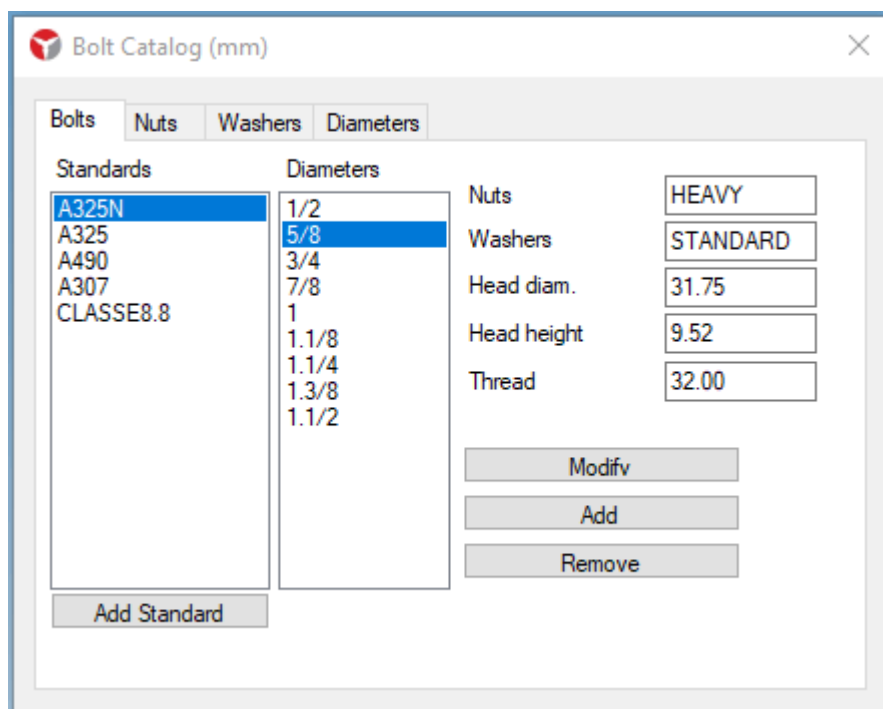 Bolt Catalog (mm)
Bolts Nuts Washers Diameters
Standards
A325N
A325
A490
A307
CLASSE8.8
Add Standard
Diameters
1/2
5/8
3/4
7/8
1
1.1/8
1.1/4
1.3/8
1.1/2
Nuts HEAVY
Washers STANDARD
Head diam. 31.75
Head height 9.52
Thread 32.00
Modify
Add
Remove